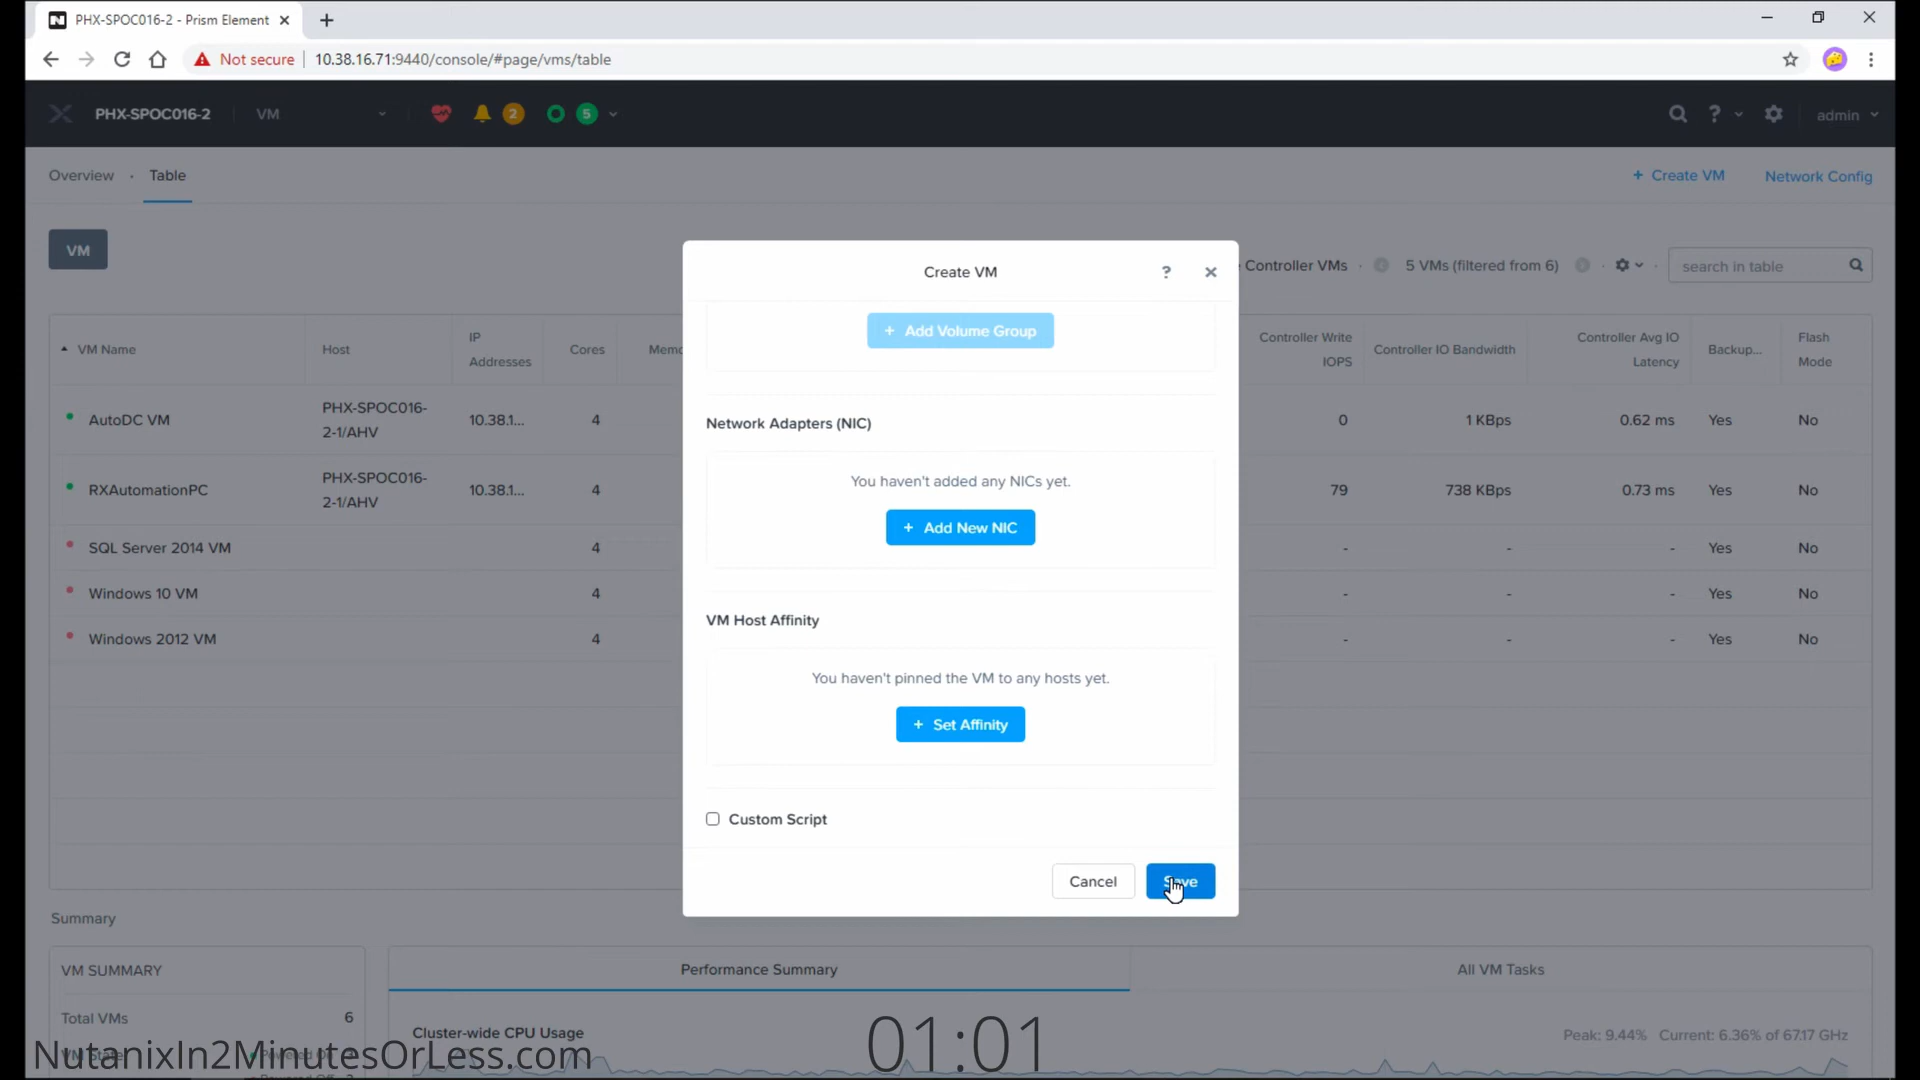 PHX-SPOC016-2 - Prism Element
Not secure
10.38.16.71:9440/console/#page/vms/table
PHX-SPOC016-2
VM
2
5
?
admin
Overview · Table
+ Create VM
Network Config
VM
Controller VMs · 5 VMs (filtered from 6) ·
search in table
VM Name
Host
IP Addresses
Cores
Controller Write IOPS
Controller IO Bandwidth
Controller Avg IO Latency
Backup...
Flash Mode
AutoDC VM
PHX-SPOC016-2-1/AHV
10.38.1...
4
0
1 KBps
0.62 ms
Yes
No
RXAutomationPC
PHX-SPOC016-2-1/AHV
10.38.1...
4
79
738 KBps
0.73 ms
Yes
No
SQL Server 2014 VM
4
-
-
-
Yes
No
Windows 10 VM
4
-
-
-
Yes
No
Windows 2012 VM
4
-
-
-
Yes
No
Create VM
?
+ Add Volume Group
Network Adapters (NIC)
You haven't added any NICs yet.
+ Add New NIC
VM Host Affinity
You haven't pinned the VM to any hosts yet.
+ Set Affinity
Custom Script
Cancel
Save
Summary
VM SUMMARY
Total VMs 6
Performance Summary
All VM Tasks
Cluster-wide CPU Usage
Peak: 9.44% Current: 6.36% of 67.17 GHz
NutanixIn2MinutesOrLess.com
01:01